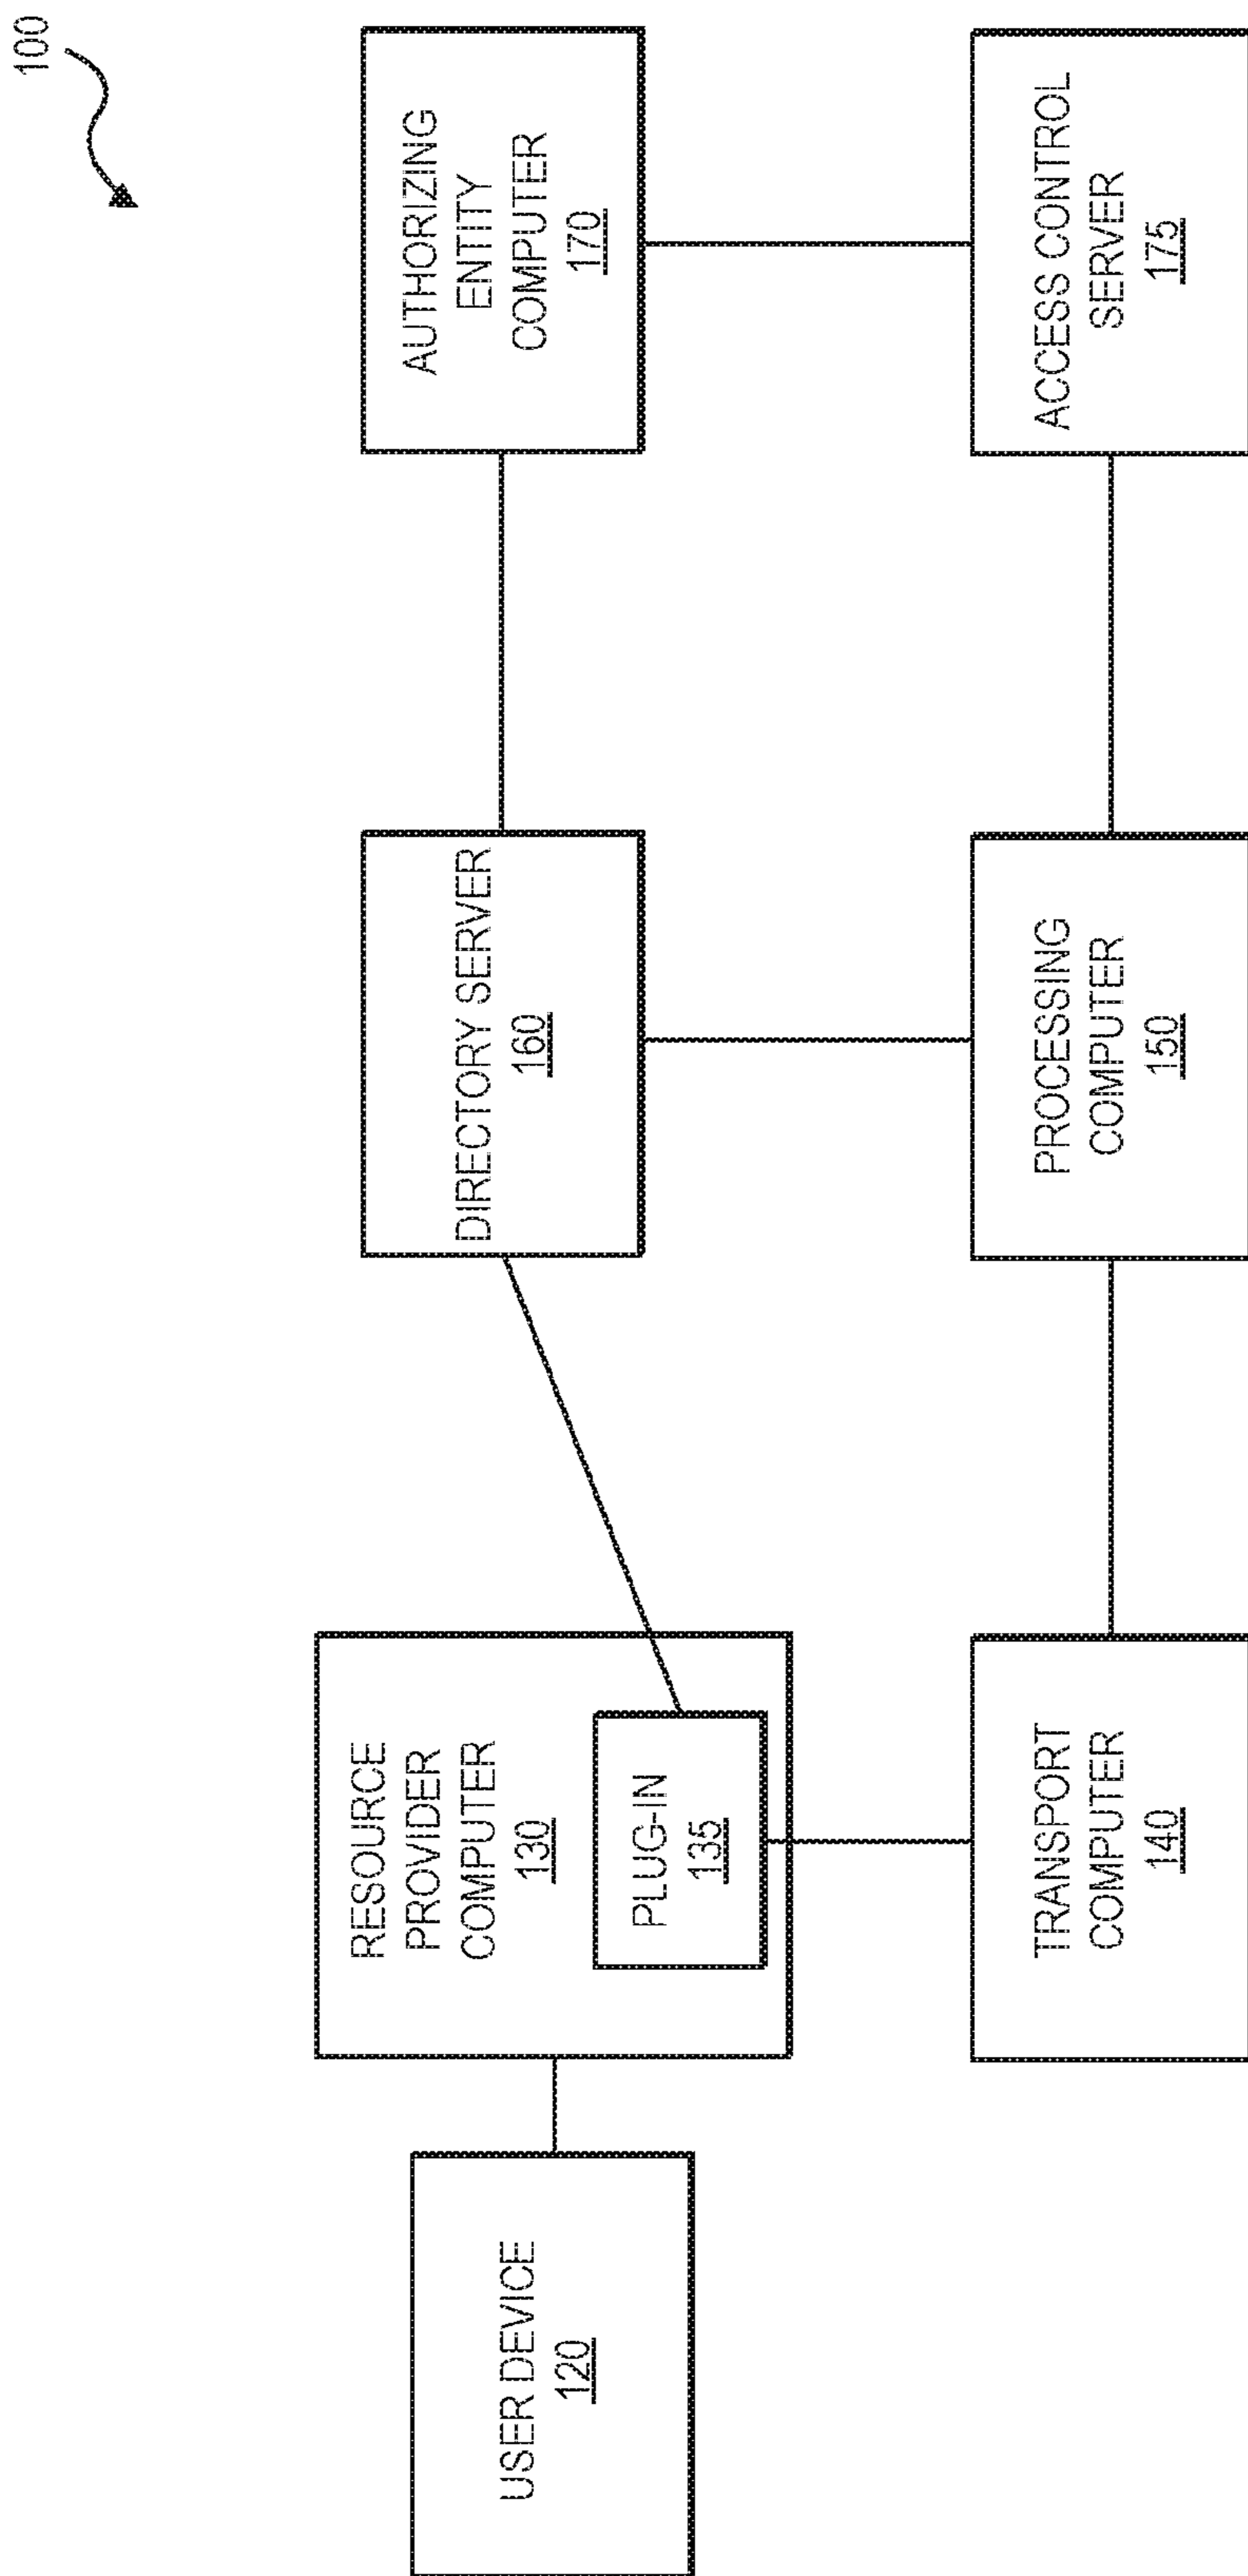 100
USER DEVICE
120
RESOURCE
PROVIDER
COMPUTER
130
PLUG-IN
135
DIRECTORY SERVER
160
AUTHORIZING
ENTITY
COMPUTER
170
TRANSPORT
COMPUTER
140
PROCESSING
COMPUTER
150
ACCESS CONTROL
SERVER
175